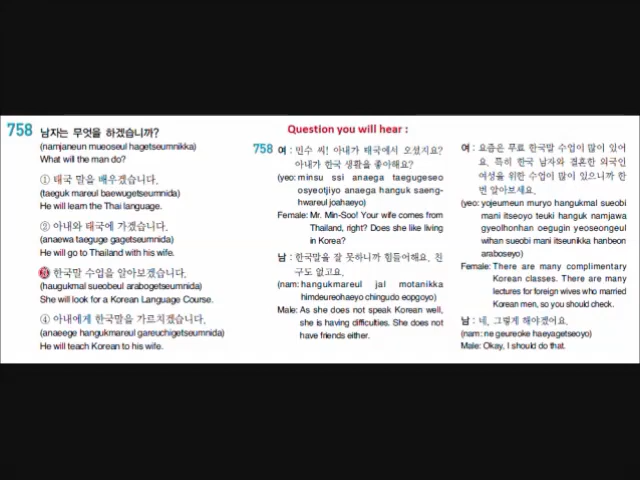 758 남자는 무엇을 하겠습니까?
(namjaneun mueoseul hagetseumnikka)
What will the man do?
① 태국 말을 배우겠습니다.
(taeguk mareul baewugetseumnida)
He will learn the Thai language.
② 아내와 태국에 가겠습니다.
(anaewa taeguge gagetseumnida)
He will go to Thailand with his wife.
③ 한국말 수업을 알아보겠습니다.
(haugukmal sueobeul arabogetseumnida)
She will look for a Korean Language Course.
④ 아내에게 한국말을 가르치겠습니다.
(anaeege hangukmareul gareuchigetseumnida)
He will teach Korean to his wife.
Question you will hear :
758 여 : 민수 씨! 아내가 태국에서 오셨지요?
아내가 한국 생활을 좋아해요?
(yeo: minsu ssi anaega taegugeseo
osyeotjiyo anaega hanguk saeng-
hwareul joahaeyo)
Female: Mr. Min-Soo! Your wife comes from
Thailand, right? Does she like living
in Korea?
남 : 한국말을 잘 못하니까 힘들어해요. 친
구도 없고요.
(nam: hangukmareul jal motanikka
himdeureohaeyo chingudo eopgoyo)
Male: As she does not speak Korean well,
she is having difficulties. She does not
have friends either.
여 : 요즘은 무료 한국말 수업이 많이 있어
요. 특히 한국 남자와 결혼한 외국인
여성을 위한 수업이 많이 있으니까 한
번 알아보세요.
(yeo: yojeumeun muryo hangukmal sueobi
mani itseoyo teuki hanguk namjawa
gyeolhonhan oegugin yeoseongeul
wihan sueobi mani itseunikka hanbeon
araboseyo)
Female: There are many complimentary
Korean classes. There are many
lectures for foreign wives who married
Korean men, so you should check.
남 : 네, 그렇게 해야겠어요.
(nam: ne geureoke haeyagetseoyo)
Male: Okay, I should do that.